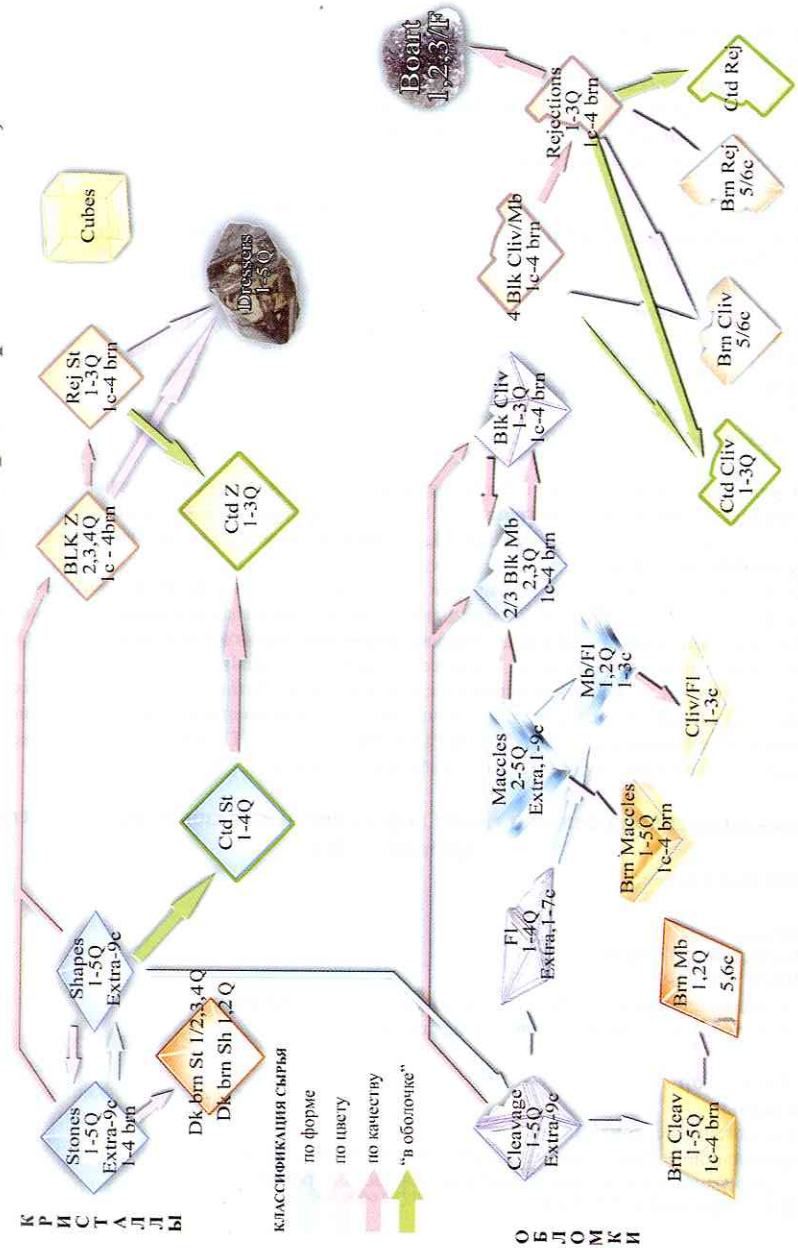 КРИСТАЛЛЫ
Stones
1-5Q
Extra-9c
1-4 brn
Shapes
1-5Q
Extra-9c
Dk brn St 1/2,3,4Q
Dk brn Sh 1,2Q
Ctd St
1-4Q
BLK Z
2,3,4Q
1c - 4brn
Rej St
1-3Q
1c-4 brn
Ctd Z
1-3Q
Cubes
Dressers
1-5Q
КЛАССИФИКАЦИЯ СЫРЬЯ
по форме
по цвету
по качеству
“в оболочке”
ОБЛОМКИ
Cleavage
1-5Q
Extra-9c
Fl
1-4Q
Extra,1-7c
Maccles
2-5Q
Extra,1-9c
Brn Cleav
1-5Q
1c-4 brn
Brn Mb
1,2Q
5,6c
Brn Maccles
1-5Q
1c-4 brn
Mb/Fl
1,2Q
1-3c
Cliv/Fl
1-3c
2/3 Blk Mb
2,3Q
1c-4 brn
Blk Cliv
1-3Q
1c-4 brn
4 Blk Cliv/Mb
1c-4 brn
Rejections
1-3Q
1c-4 brn
Boart
1,2,3/F
Ctd Cliv
1-3Q
Brn Cliv
5/6c
Brn Rej
5/6c
Ctd Rej